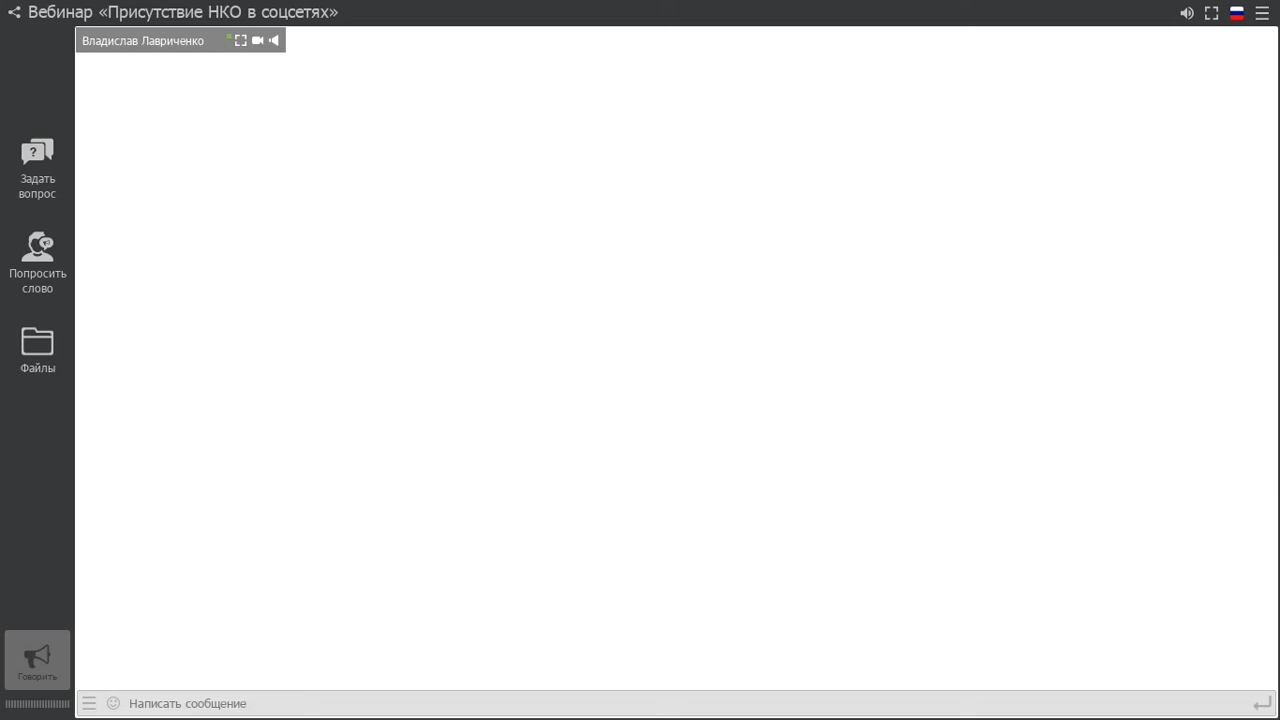 Вебинар «Присутствие НКО в соцсетях»
Владислав Лавриченко
Задать
вопрос
Попросить
слово
Файлы
Говорить
Написать сообщение